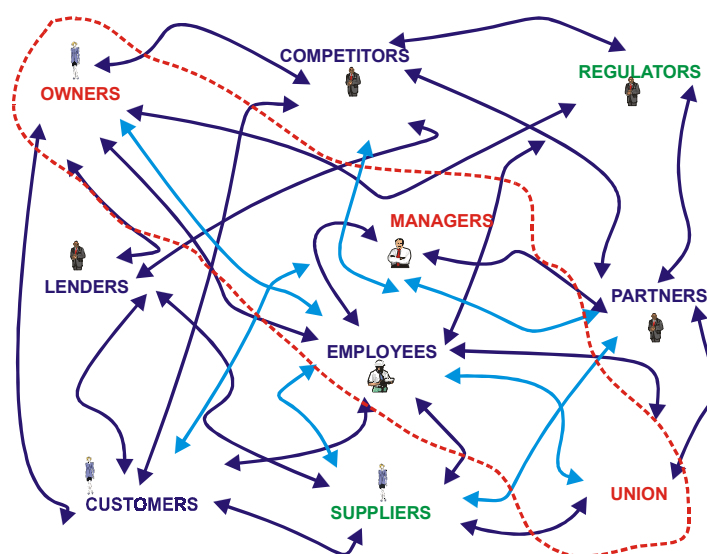 COMPETITORS
REGULATORS
OWNERS
MANAGERS
LENDERS
PARTNERS
EMPLOYEES
CUSTOMERS
SUPPLIERS
UNION